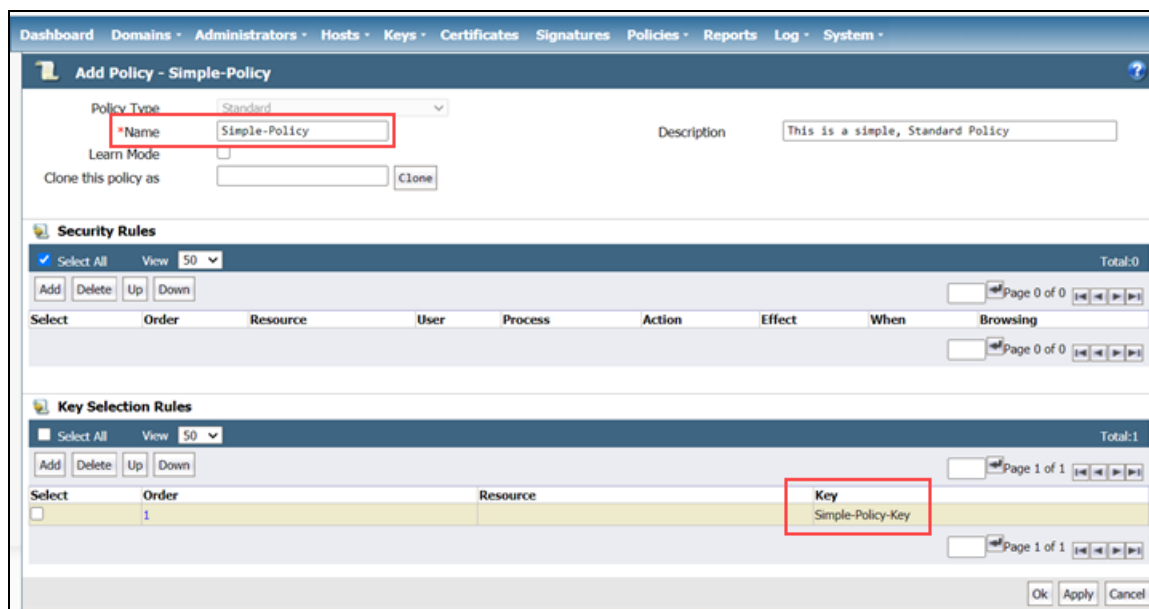 Dashboard Domains Administrators Hosts Keys Certificates Signatures Policies Reports Log System
Add Policy - Simple-Policy ?
Policy Type Standard
*Name Simple-Policy Description This is a simple, Standard Policy
Learn Mode
Clone this policy as Clone
Security Rules
Select All View 50 Total:0
Add Delete Up Down Page 0 of 0
Select Order Resource User Process Action Effect When Browsing
Page 0 of 0
Key Selection Rules
Select All View 50 Total:1
Add Delete Up Down Page 1 of 1
Select Order Resource Key
1 Simple-Policy-Key
Page 1 of 1
Ok Apply Cancel